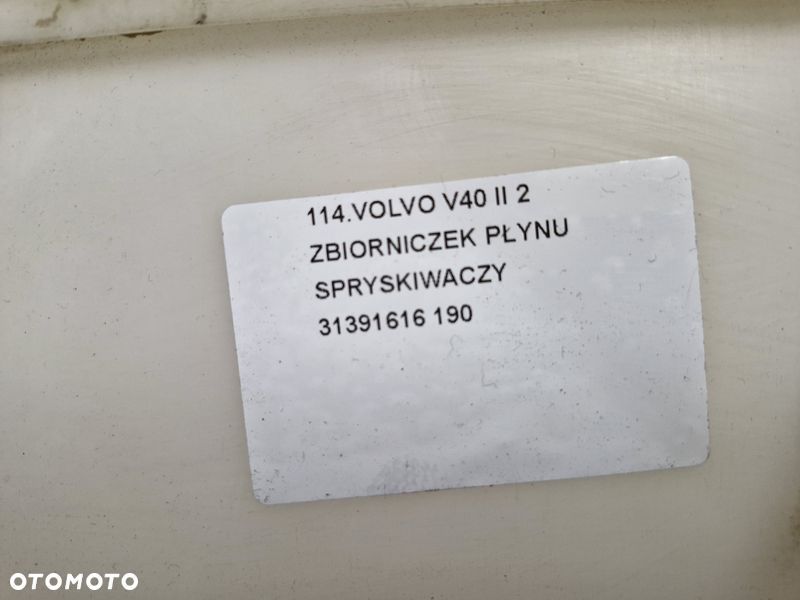 114.VOLVO V40 II 2
ZBIORNICZEK PŁYNU
SPRYSKIWACZY
31391616 190
OTOMOTO